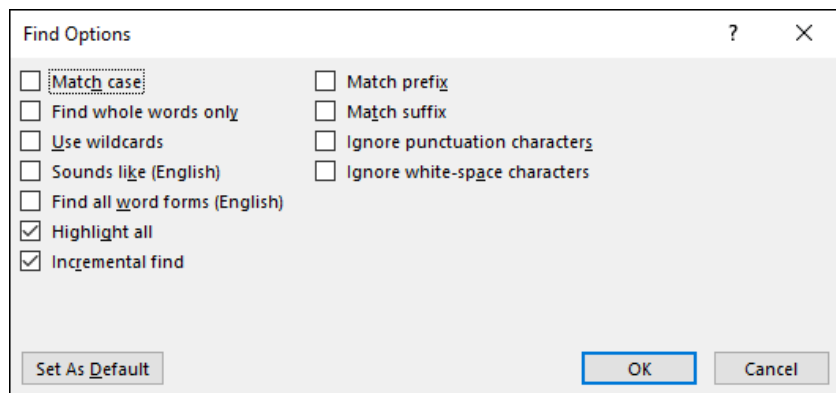 Find Options ?
Match case
Find whole words only
Use wildcards
Sounds like (English)
Find all word forms (English)
Highlight all
Incremental find
Match prefix
Match suffix
Ignore punctuation characters
Ignore white-space characters
Set As Default
OK
Cancel